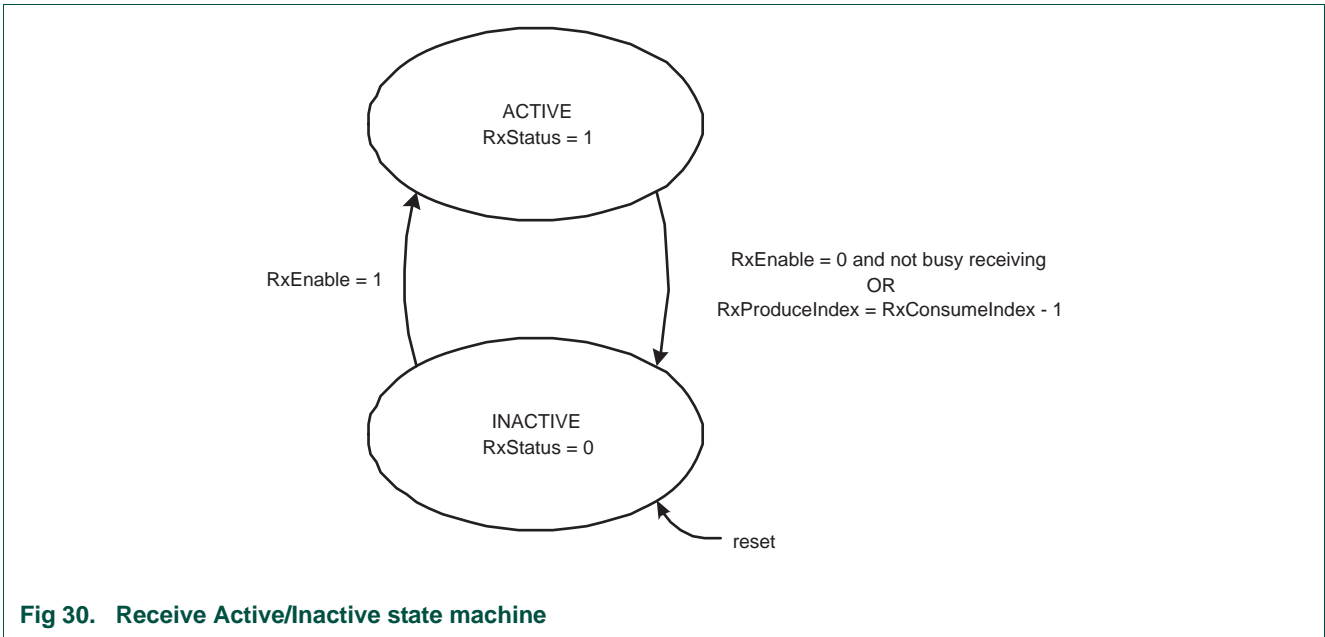 ACTIVE
RxStatus = 1
RxEnable = 1
RxEnable = 0 and not busy receiving
OR
RxProduceIndex = RxConsumeIndex - 1
INACTIVE
RxStatus = 0
reset
Fig 30. Receive Active/Inactive state machine